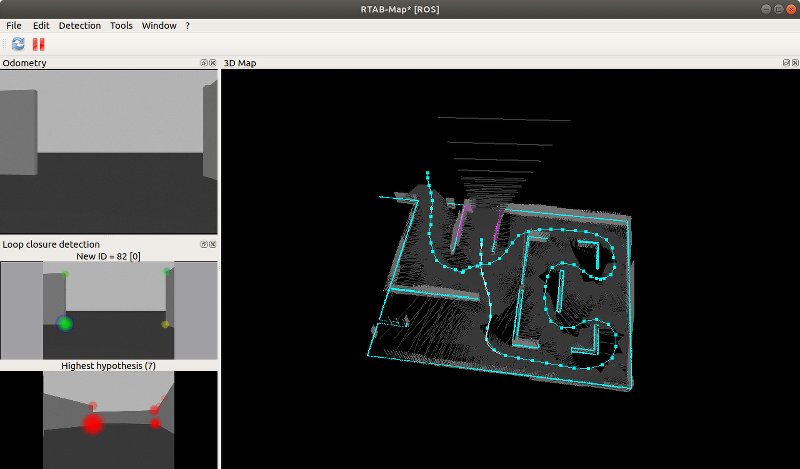 RTAB-Map* [ROS]
File Edit Detection Tools Window ?
Odometry
3D Map
Loop closure detection
New ID = 82 [0]
Highest hypothesis (7)